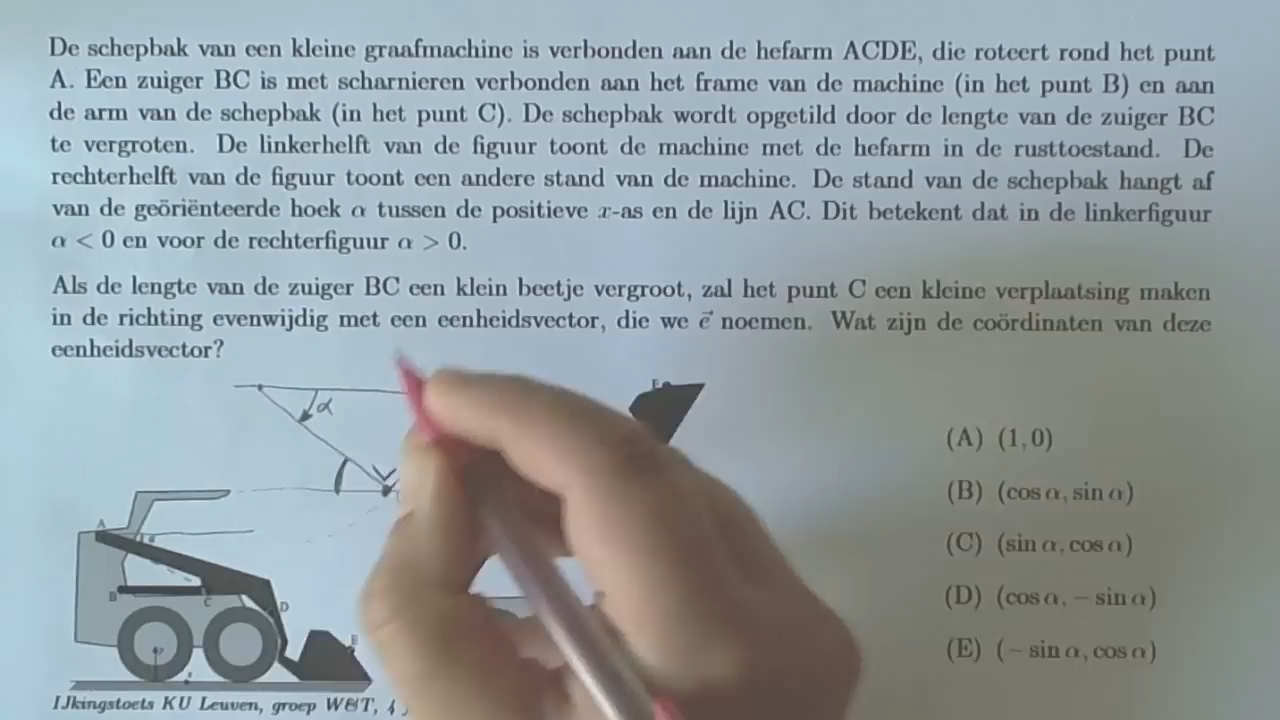 De schepbak van een kleine graafmachine is verbonden aan de hefarm ACDE, die roteert rond het punt
A. Een zuiger BC is met scharnieren verbonden aan het frame van de machine (in het punt B) en aan
de arm van de schepbak (in het punt C). De schepbak wordt opgetild door de lengte van de zuiger BC
te vergroten. De linkerhelft van de figuur toont de machine met de hefarm in de rusttoestand. De
rechterhelft van de figuur toont een andere stand van de machine. De stand van de schepbak hangt af
van de geöriënteerde hoek α tussen de positieve x-as en de lijn AC. Dit betekent dat in de linkerfiguur
α < 0 en voor de rechterfiguur α > 0.
Als de lengte van de zuiger BC een klein beetje vergroot, zal het punt C een kleine verplaatsing maken
in de richting evenwijdig met een eenheidsvector, die we e⃗ noemen. Wat zijn de coördinaten van deze
eenheidsvector?
α
E
(A) (1, 0)
(B) (cos α, sin α)
(C) (sin α, cos α)
(D) (cos α, − sin α)
(E) (− sin α, cos α)
A
α
B
C
D
E
y
IJkingstoets KU Leuven, groep W&T, 4